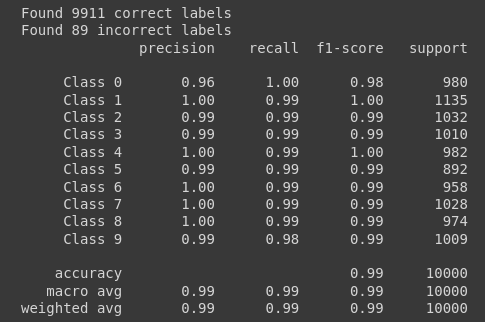 Found 9911 correct labels
Found 89 incorrect labels
precision recall f1-score support
Class 0 0.96 1.00 0.98 980
Class 1 1.00 0.99 1.00 1135
Class 2 0.99 0.99 0.99 1032
Class 3 0.99 0.99 0.99 1010
Class 4 1.00 0.99 1.00 982
Class 5 0.99 0.99 0.99 892
Class 6 1.00 0.99 0.99 958
Class 7 1.00 0.99 0.99 1028
Class 8 1.00 0.99 0.99 974
Class 9 0.99 0.98 0.99 1009
accuracy 0.99 10000
macro avg 0.99 0.99 0.99 10000
weighted avg 0.99 0.99 0.99 10000